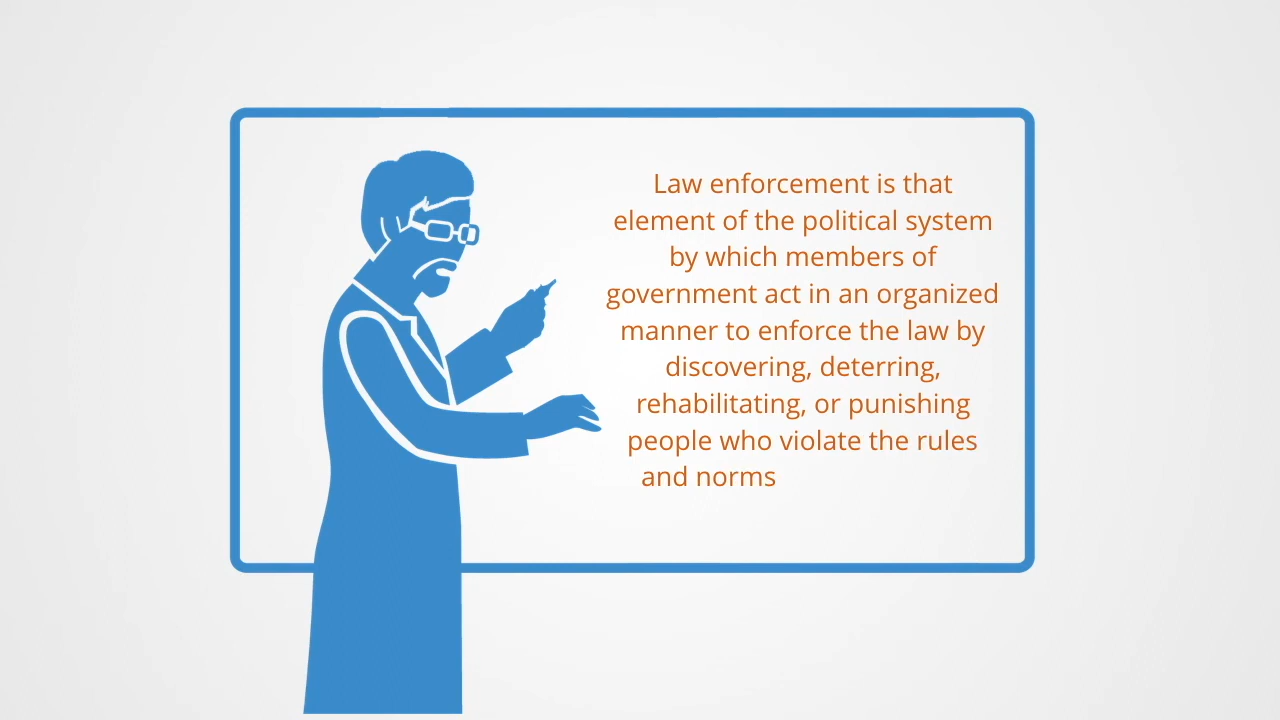 Law enforcement is that
element of the political system
by which members of
government act in an organized
manner to enforce the law by
discovering, deterring,
rehabilitating, or punishing
people who violate the rules
and norms